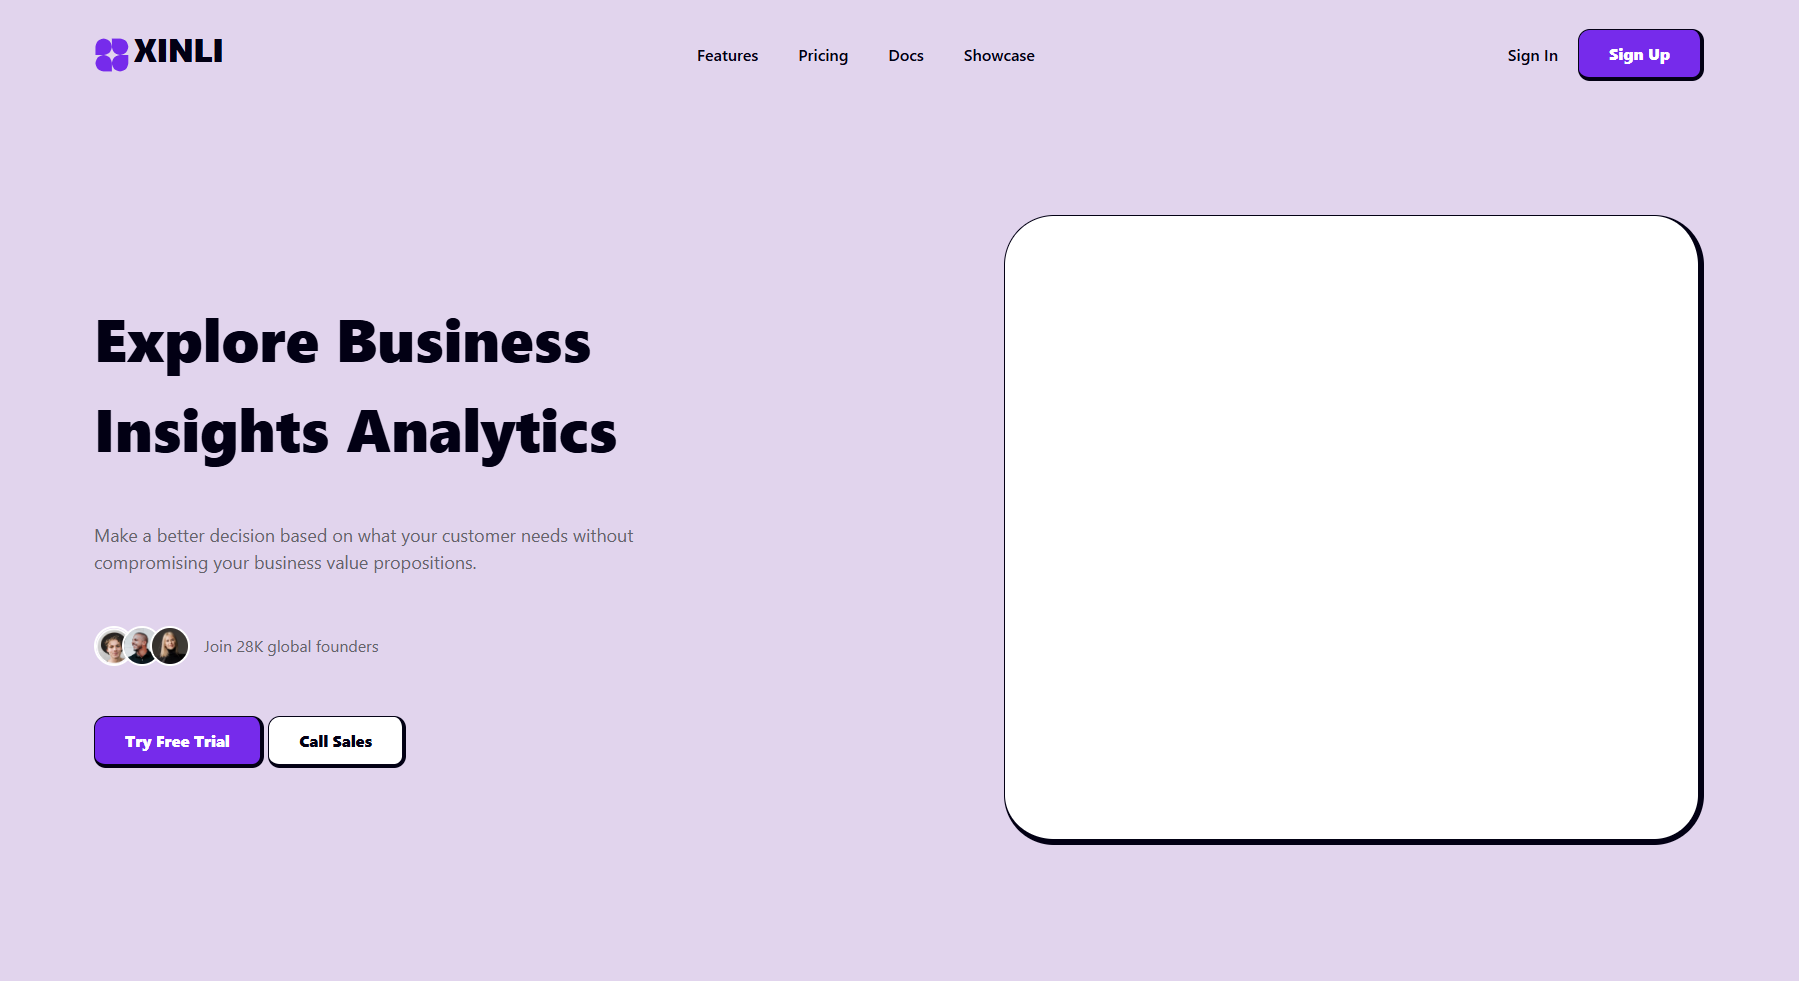 XINLI
Features
Pricing
Docs
Showcase
Sign In
Sign Up
Explore Business
Insights Analytics
Make a better decision based on what your customer needs without
compromising your business value propositions.
Join 28K global founders
Try Free Trial
Call Sales